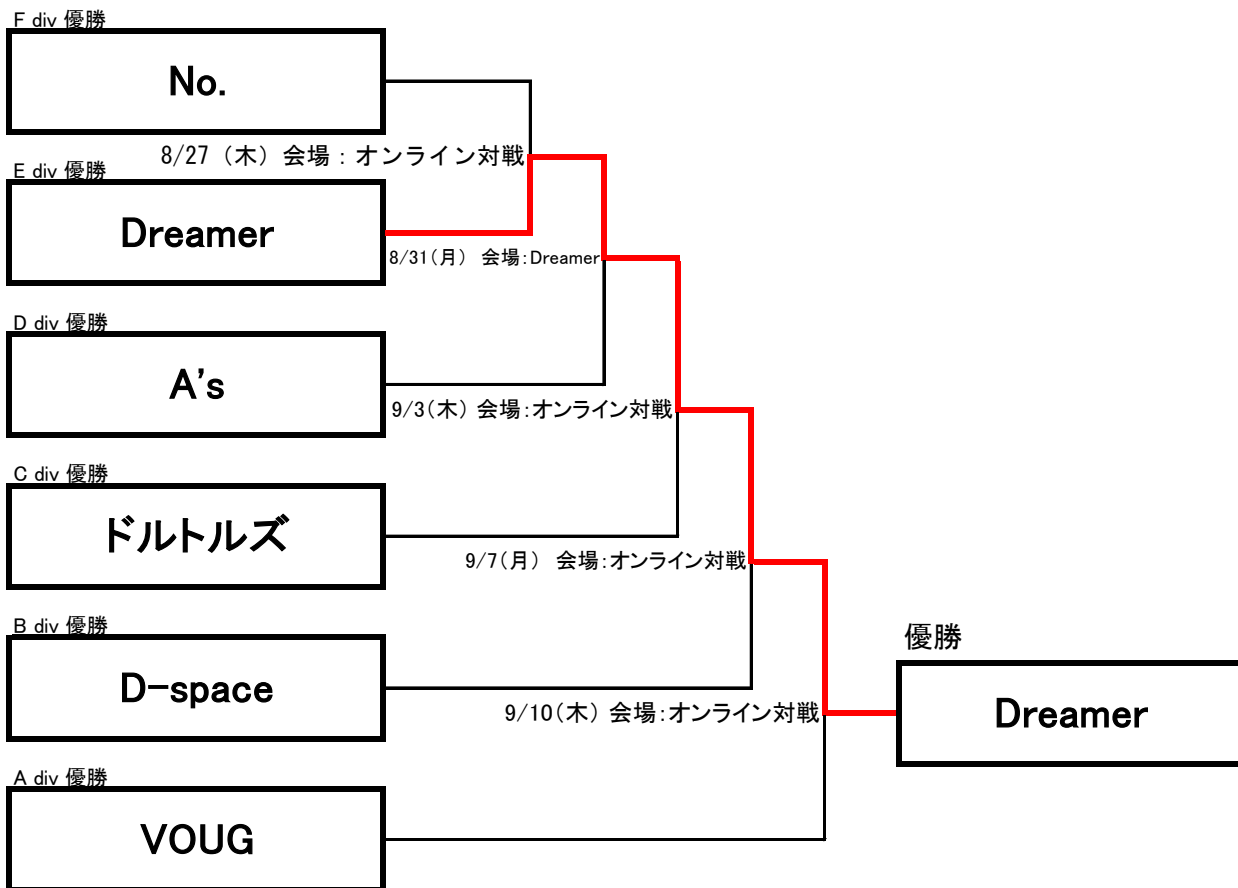 F div 優勝
No.
8/27（木）会場：オンライン対戦
E div 優勝
Dreamer
8/31（月） 会場：Dreamer
D div 優勝
A's
9/3（木）会場：オンライン対戦
C div 優勝
ドルトルズ
9/7（月） 会場：オンライン対戦
B div 優勝
D-space
優勝
Dreamer
9/10（木）会場：オンライン対戦
A div 優勝
VOUG